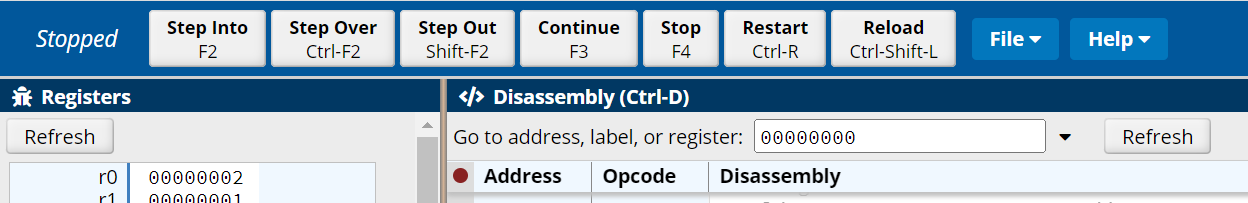 Stopped
Step Into
F2
Step Over
Ctrl-F2
Step Out
Shift-F2
Continue
F3
Stop
F4
Restart
Ctrl-R
Reload
Ctrl-Shift-L
File
Help
Registers
Refresh
r0 00000002
r1 00000001
Disassembly (Ctrl-D)
Go to address, label, or register: 00000000 Refresh
Address Opcode Disassembly